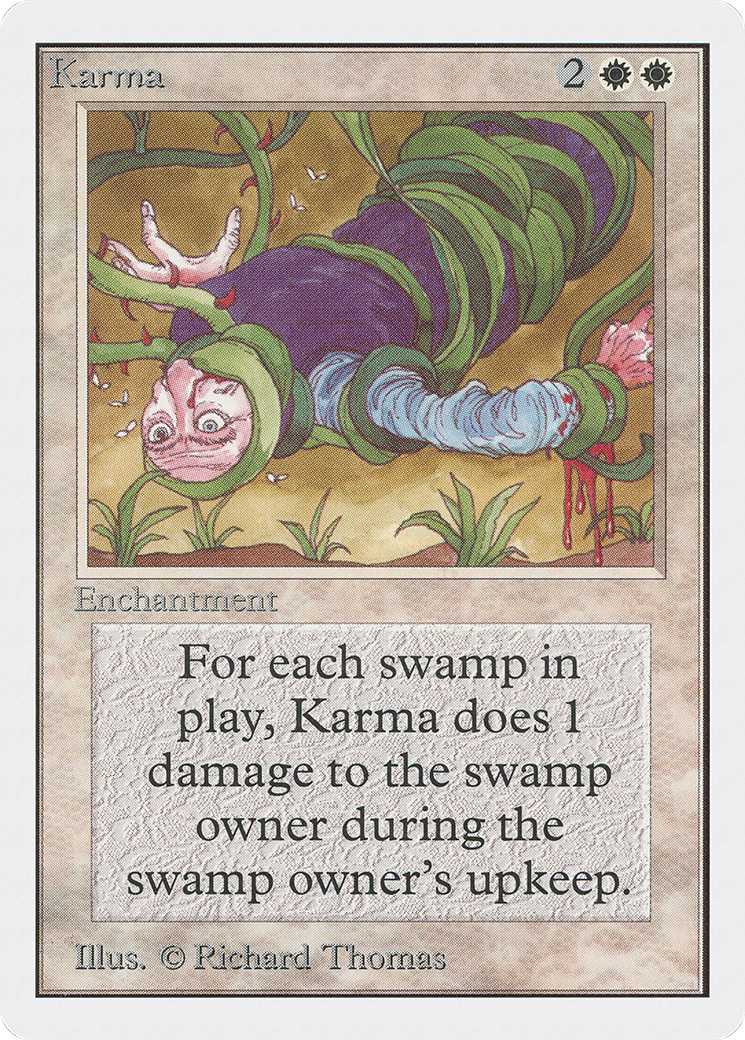 Karma 2
Enchantment
For each swamp in
play, Karma does 1
damage to the swamp
owner during the
swamp owner's upkeep.
Illus. © Richard Thomas